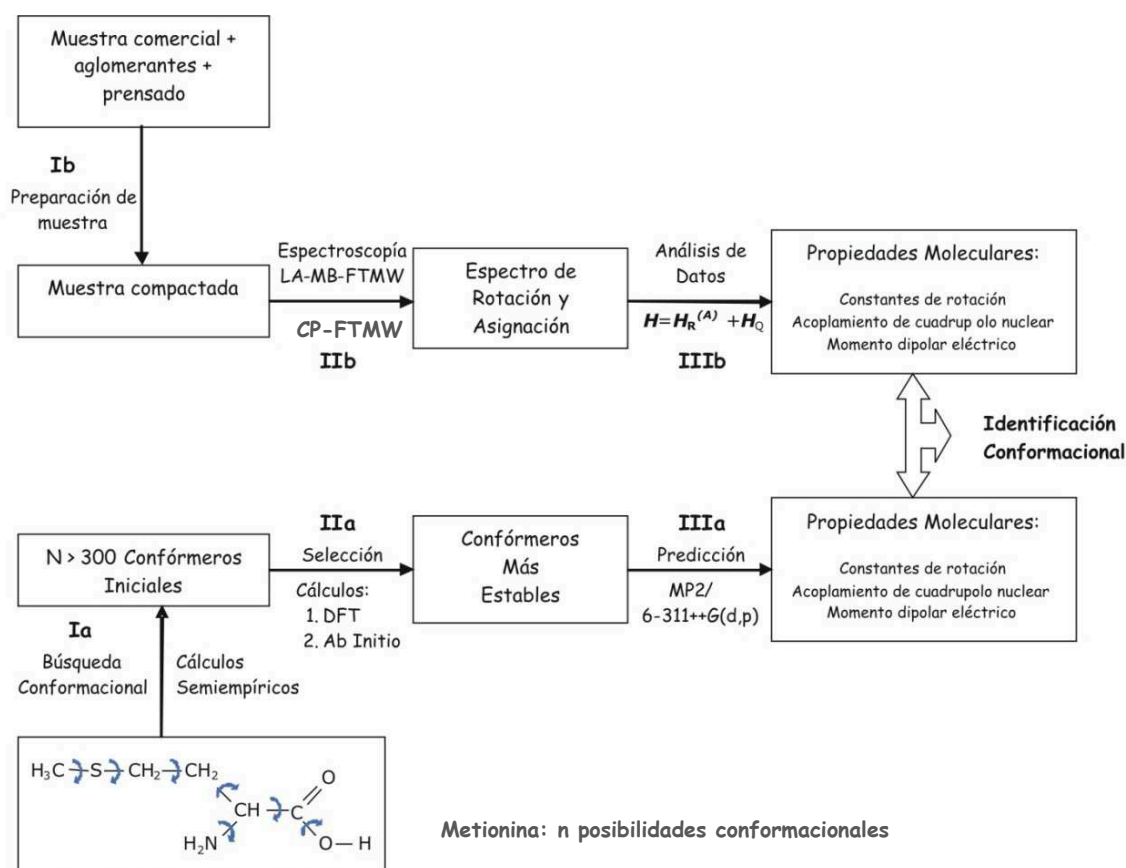 Muestra comercial +
aglomerantes +
prensado
Ib
Preparación de
muestra
Muestra compactada
Espectroscopía
LA-MB-FTMW
CP-FTMW
IIb
Espectro de
Rotación y
Asignación
Análisis de
Datos
H=HR(A) +HQ
IIIb
Propiedades Moleculares:
Constantes de rotación
Acoplamiento de cuadrup olo nuclear
Momento dipolar eléctrico
Identificación
Conformacional
N > 300 Confórmeros
Iniciales
IIa
Selección
Cálculos:
1. DFT
2. Ab Initio
Confórmeros
Más
Estables
IIIa
Predicción
MP2/
6-311++G(d,p)
Propiedades Moleculares:
Constantes de rotación
Acoplamiento de cuadrupolo nuclear
Momento dipolar eléctrico
Ia
Búsqueda
Conformacional
Cálculos
Semiempíricos
H3C S CH2 CH2
O
CH C
H2N
O — H
Metionina: n posibilidades conformacionales